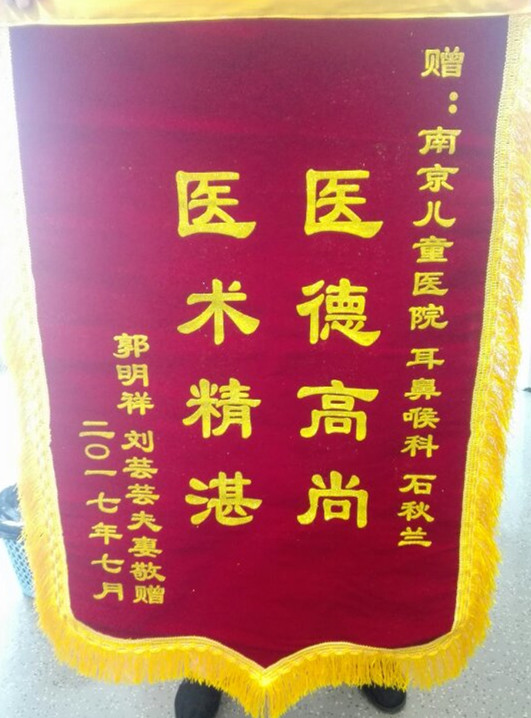 赠：南京儿童医院 耳鼻喉科 石秋兰
医德高尚
医术精湛
郭明祥 刘芸芸夫妻敬赠
二〇一七年七月